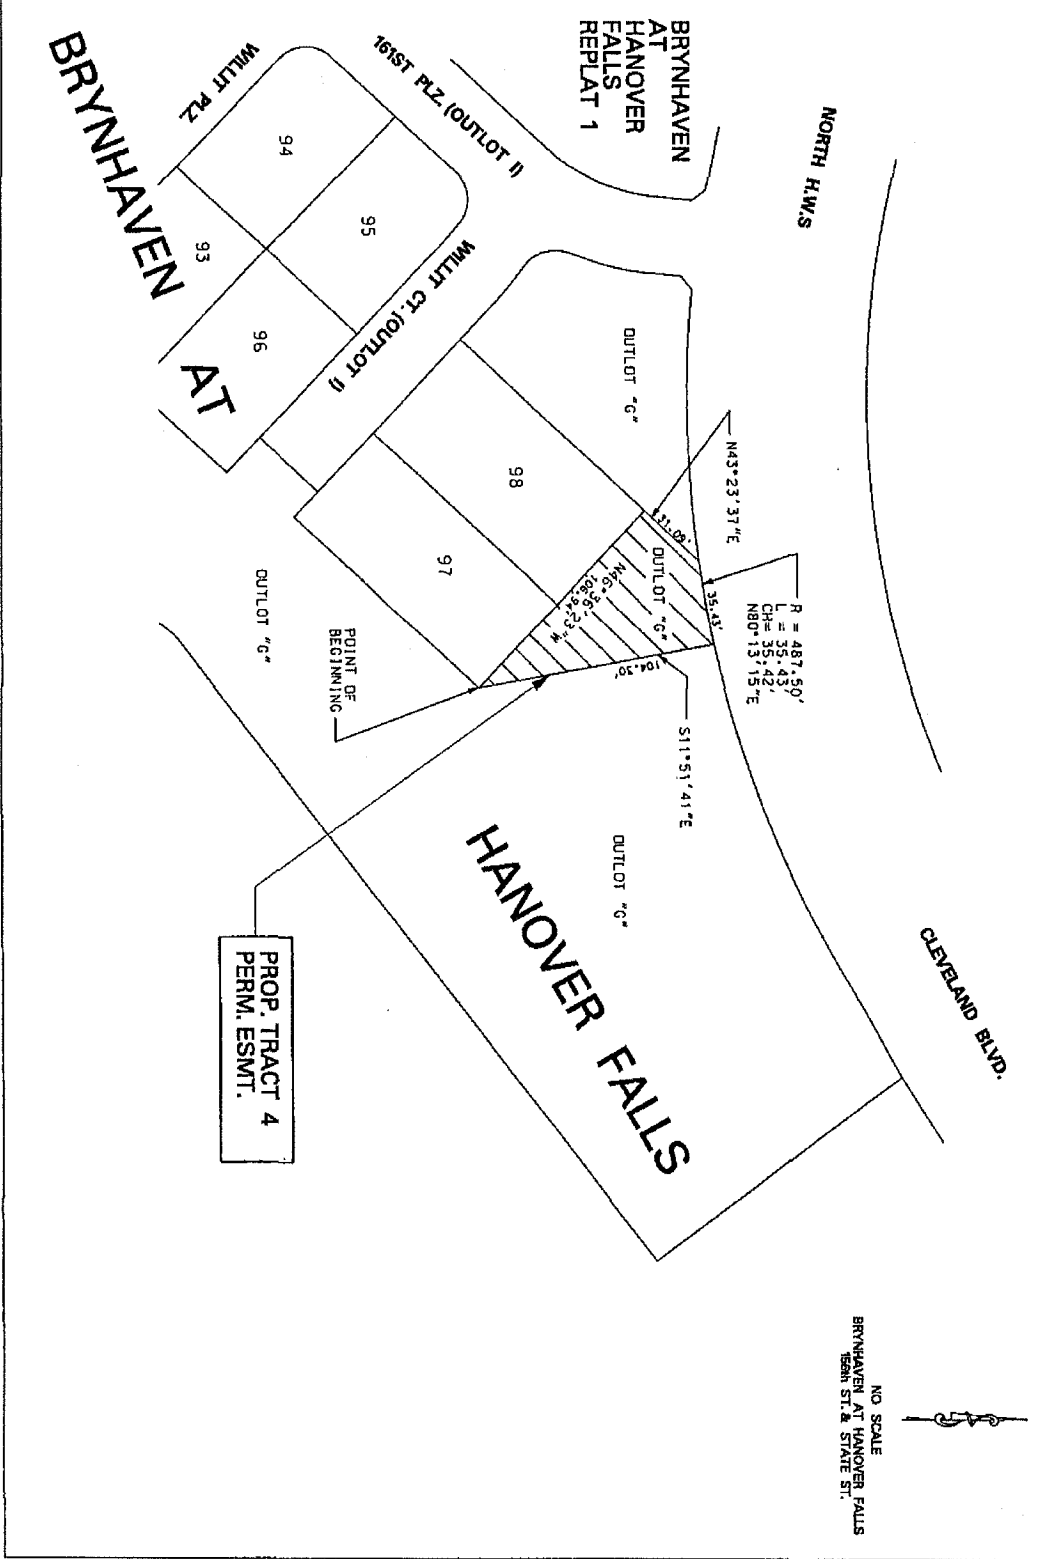 BRYNHAVEN
AT
HANOVER
FALLS
REPLAT 1
NORTH H.W.S
CLEVELAND BLVD.
161ST PLZ. (OUTLOT I)
WILLIT PLZ.
WILLIT CT. (OUTLOT I)
94
95
93
96
98
97
OUTLOT "G"
N43°23'37"E
31.09'
R = 487.50'
L = 35.43'
CH= 35.42'
N80°13'15"E
35.43'
OUTLOT "G"
N46°36'23"W
106.94'
104.30'
S11°51'41"E
POINT OF
BEGINNING
OUTLOT "G"
OUTLOT "G"
BRYNHAVEN AT HANOVER FALLS
PROP. TRACT 4
PERM. ESMT.
NO SCALE
BRYNHAVEN AT HANOVER FALLS
156th ST. & STATE ST.